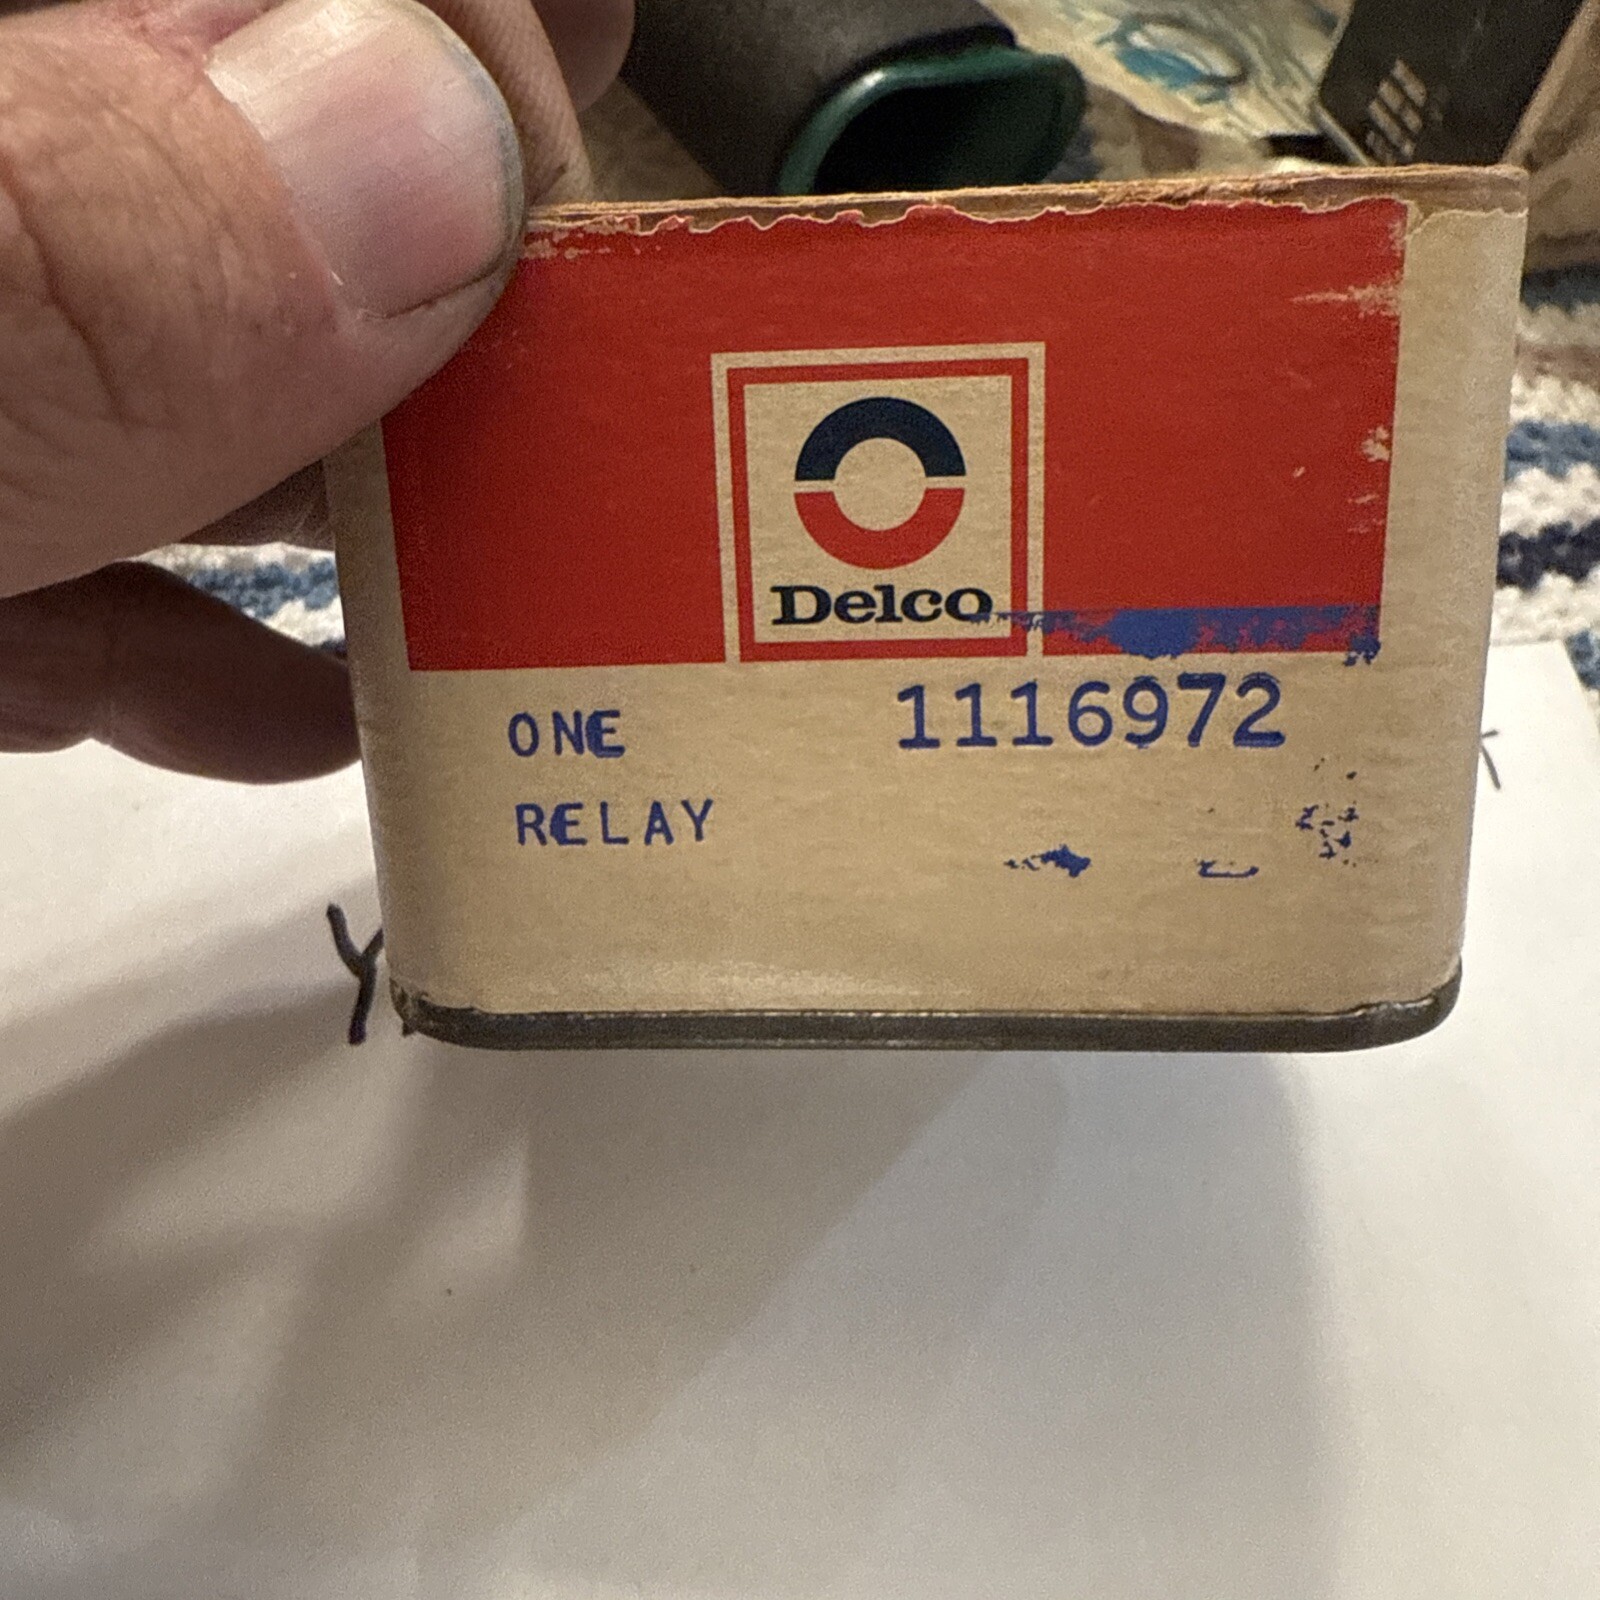 Delco
ONE 1116972
RELAY
Y